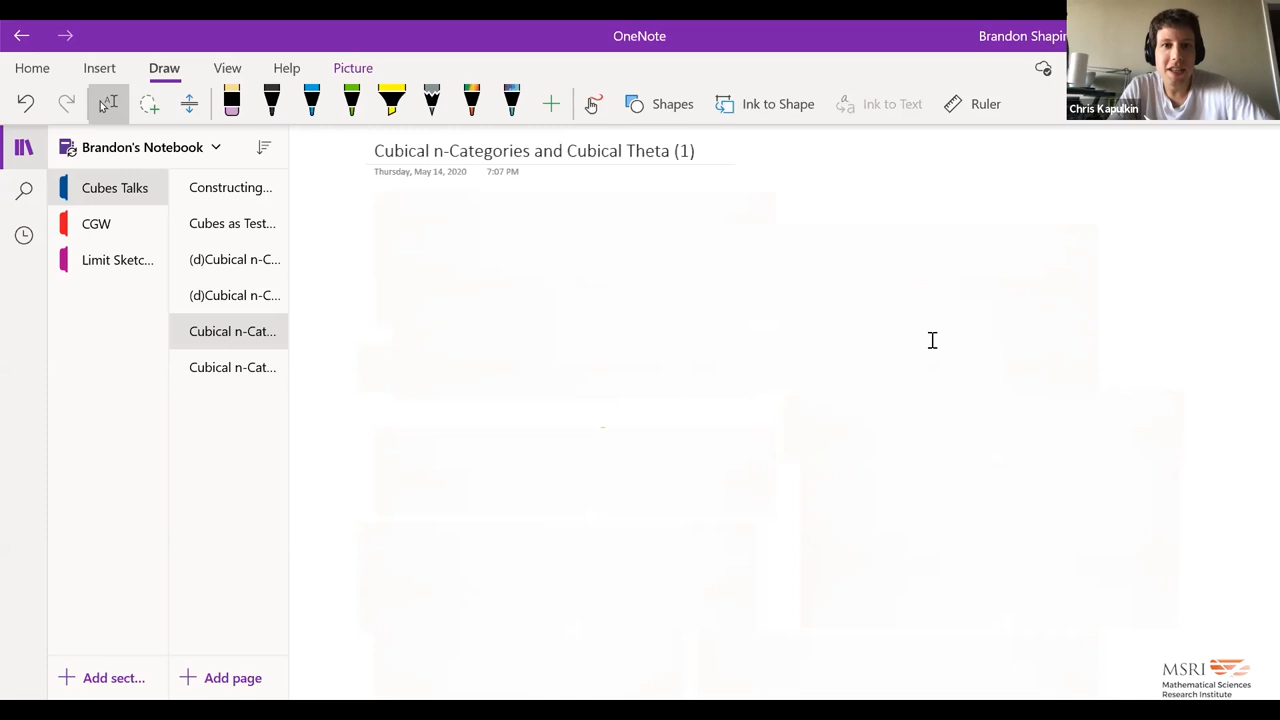 OneNote
Brandon Shapir
Home
Insert
Draw
View
Help
Picture
Shapes
Ink to Shape
Ink to Text
Ruler
Chris Kapulkin
Brandon's Notebook
Cubes Talks
CGW
Limit Sketc...
Constructing...
Cubes as Test...
(d)Cubical n-C...
(d)Cubical n-C...
Cubical n-Cat...
Cubical n-Cat...
Cubical n-Categories and Cubical Theta (1)
Thursday, May 14, 2020 7:07 PM
Add sect...
Add page
MSRI
Mathematical Sciences
Research Institute